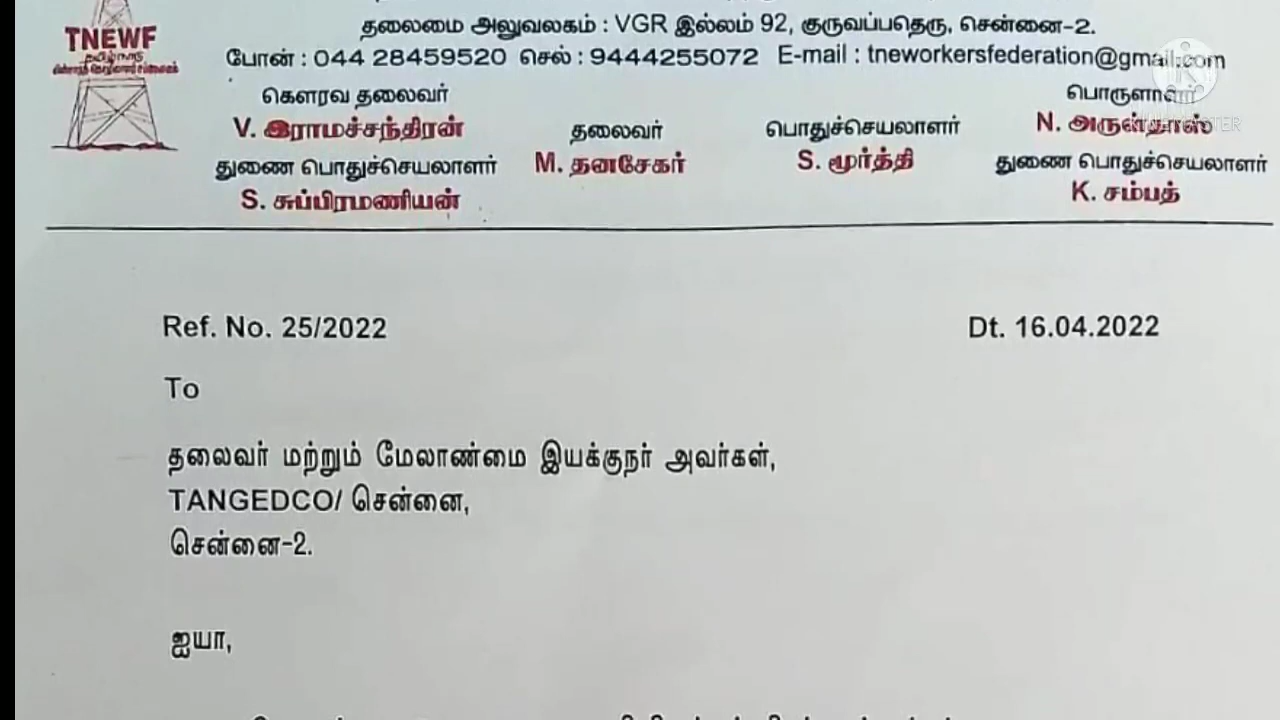 TNEWF
தமிழ்நாடு
தலைமை அலுவலகம் : VGR இல்லம் 92, குருவப்பதெரு, சென்னை-2.
போன் : 044 28459520 செல் : 9444255072 E-mail : tneworkersfederation@gmail.com
கௌரவ தலைவர்
V. இராமச்சந்திரன்
துணை பொதுச்செயலாளர்
S. சுப்பிரமணியன்
தலைவர்
M. தனசேகர்
பொதுச்செயலாளர்
S. மூர்த்தி
பொருளாளர்
N. அருள்தாஸ்
துணை பொதுச்செயலாளர்
K. சம்பத்
Ref. No. 25/2022
Dt. 16.04.2022
To
தலைவர் மற்றும் மேலாண்மை இயக்குநர் அவர்கள்,
TANGEDCO/ சென்னை,
சென்னை-2.
ஐயா,